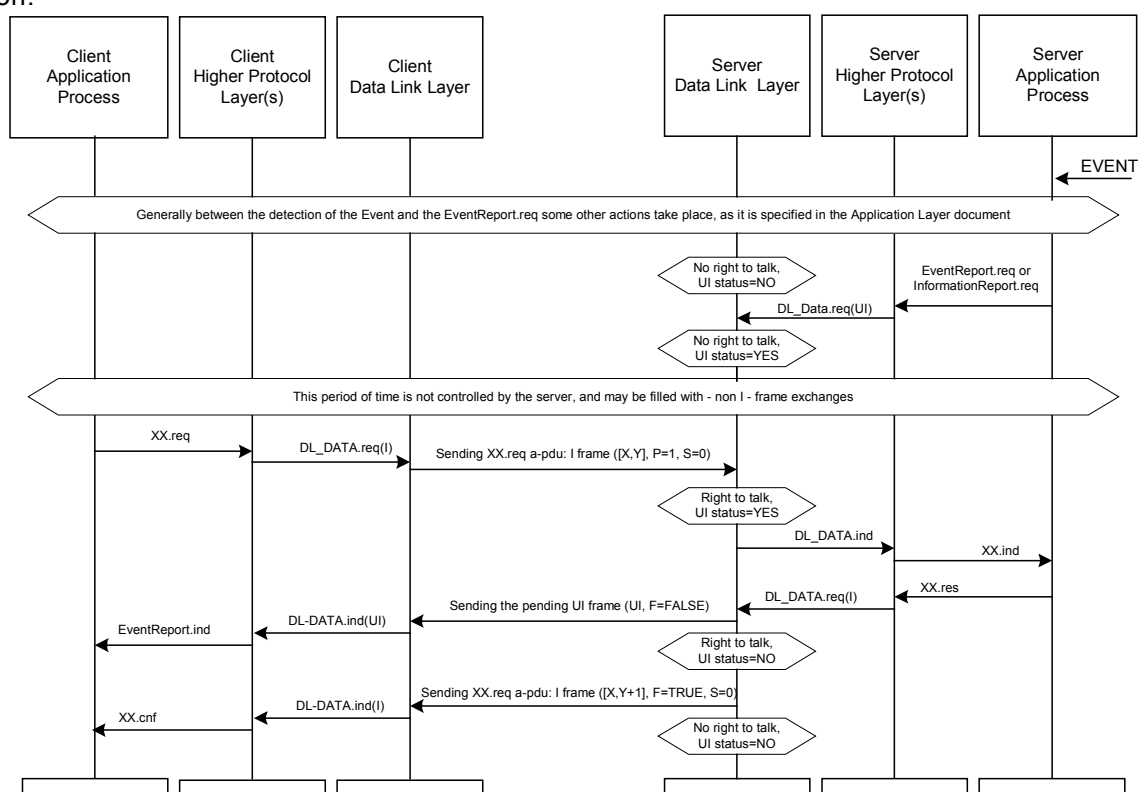 Client
Application
Process
Client
Higher Protocol
Layer(s)
Client
Data Link Layer
Server
Data Link Layer
Server
Higher Protocol
Layer(s)
Server
Application
Process
EVENT
Generally between the detection of the Event and the EventReport.req some other actions take place, as it is specified in the Application Layer document
No right to talk,
UI status=NO
EventReport.req or
InformationReport.req
DL_Data.req(UI)
No right to talk,
UI status=YES
This period of time is not controlled by the server, and may be filled with - non I - frame exchanges
XX.req
DL_DATA.req(I)
Sending XX.req a-pdu: I frame ([X,Y], P=1, S=0)
Right to talk,
UI status=YES
DL_DATA.ind
XX.ind
XX.res
DL_DATA.req(I)
Sending the pending UI frame (UI, F=FALSE)
DL-DATA.ind(UI)
EventReport.ind
Right to talk,
UI status=NO
Sending XX.req a-pdu: I frame ([X,Y+1], F=TRUE, S=0)
DL-DATA.ind(I)
XX.cnf
No right to talk,
UI status=NO